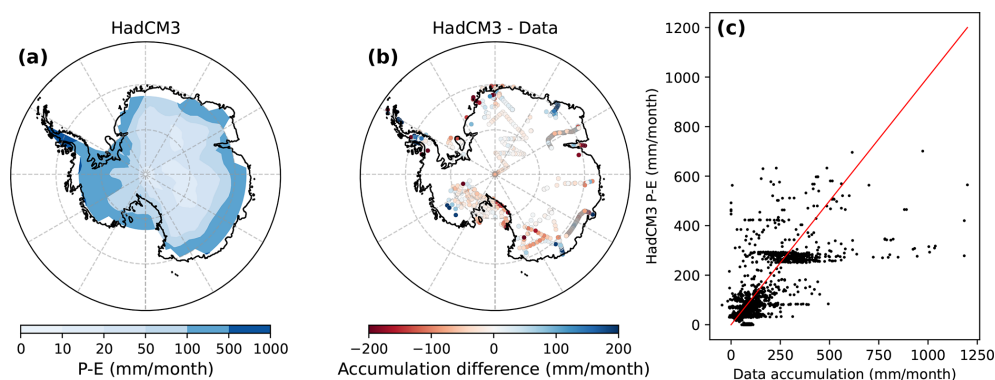 HadCM3
(a)
0 10 20 50 100 500 1000
P-E (mm/month)
HadCM3 - Data
(b)
−200 −100 0 100 200
Accumulation difference (mm/month)
(c)
HadCM3 P-E (mm/month)
1200
1000
800
600
400
200
0
0 250 500 750 1000 1250
Data accumulation (mm/month)